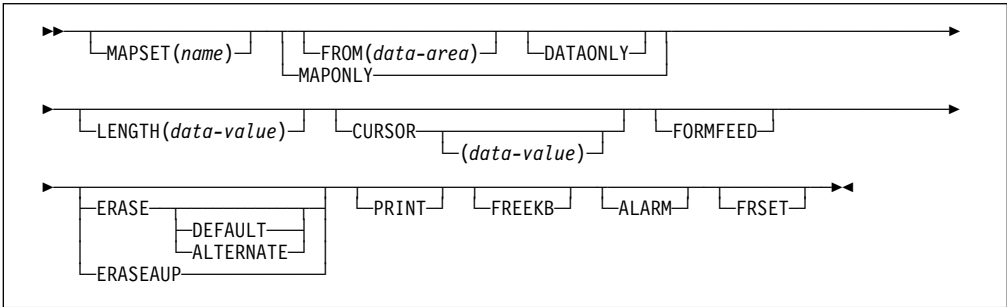 MAPSET(name) FROM(data-area) DATAONLY
MAPONLY
LENGTH(data-value) CURSOR FORMFEED
(data-value)
ERASE PRINT FREEKB ALARM FRSET
DEFAULT
ALTERNATE
ERASEAUP